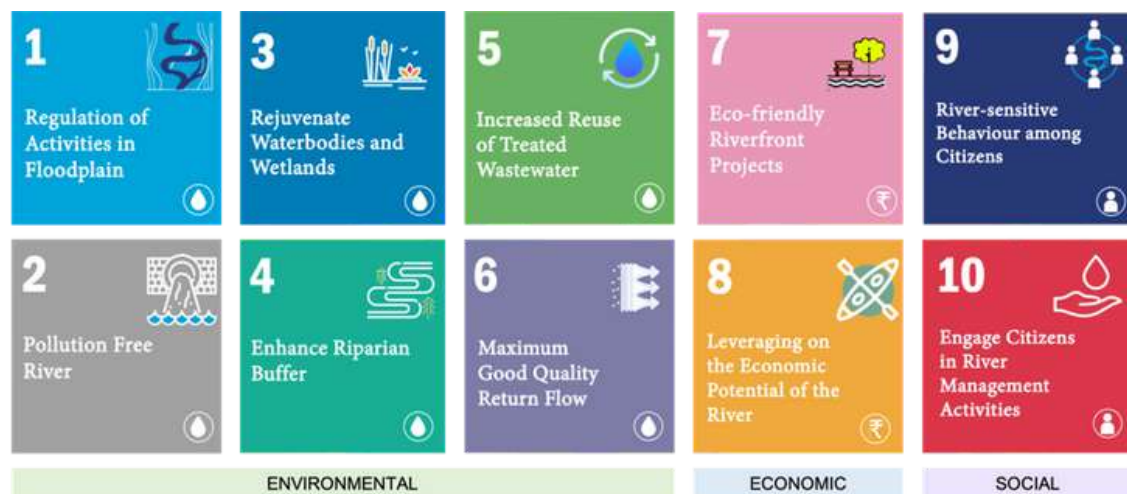 1
Regulation of
Activities in
Floodplain
3
Rejuvenate
Waterbodies and
Wetlands
5
Increased Reuse
of Treated
Wastewater
7
Eco-friendly
Riverfront
Projects
₹
9
River-sensitive
Behaviour among
Citizens
2
Pollution Free
River
4
Enhance Riparian
Buffer
6
Maximum
Good Quality
Return Flow
8
Leveraging on
the Economic
Potential of the
River
₹
10
Engage Citizens
in River
Management
Activities
ENVIRONMENTAL
ECONOMIC
SOCIAL